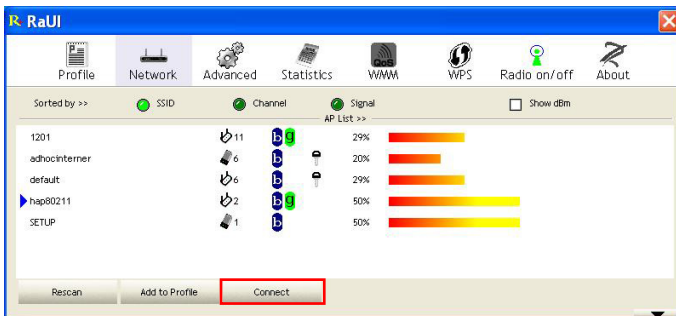 R RaUI
QoS
Profile Network Advanced Statistics WMM WPS Radio on/off About
Sorted by >> SSID Channel Signal Show dBm
AP List >>
1201 11 b g 29%
adhocinterner 6 b 20%
default 6 b 29%
hap80211 2 b g 50%
SETUP 1 b 50%
Rescan Add to Profile Connect